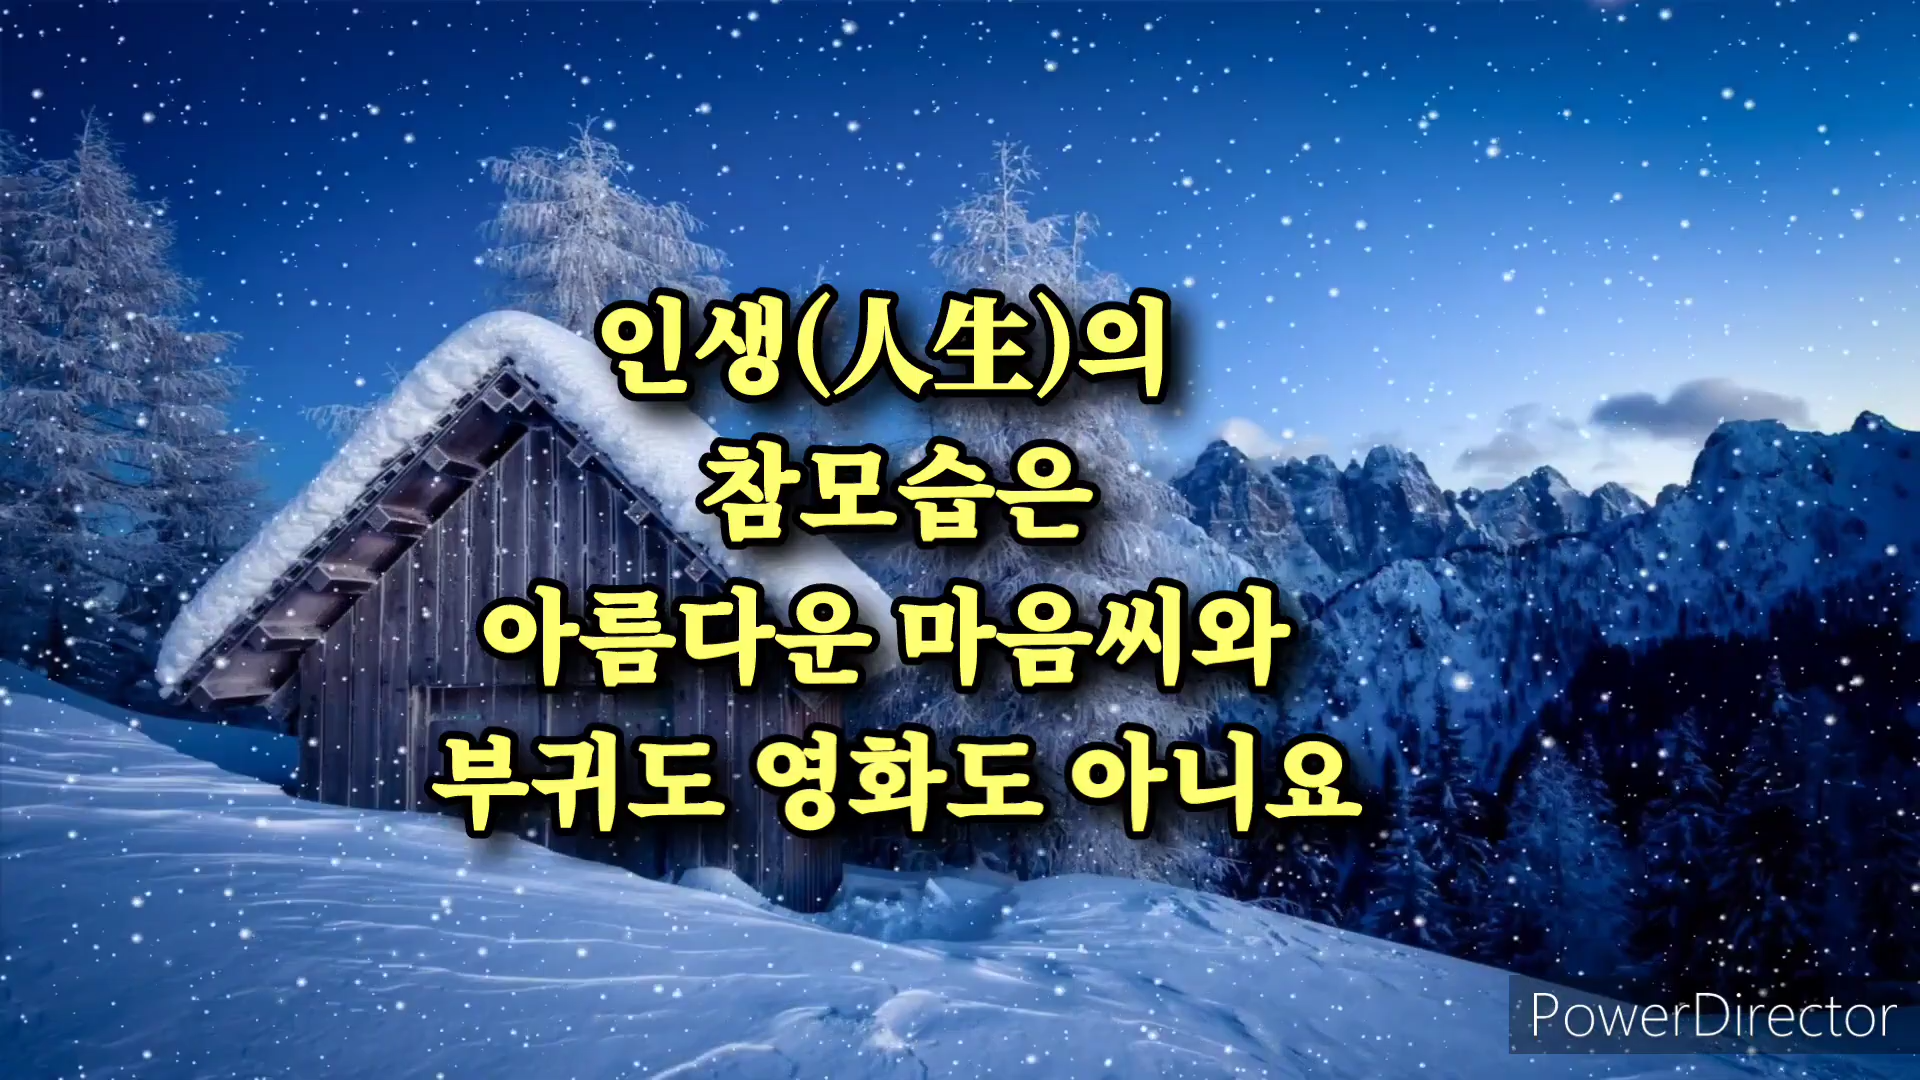 인생(人生)의
참모습은
아름다운 마음씨와
부귀도 영화도 아니요
PowerDirector